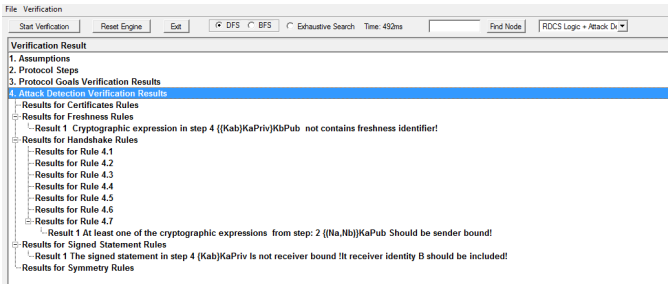 File Verification
Start Verification Reset Engine Exit DFS BFS Exhaustive Search Time: 492ms Find Node RDCS Logic + Attack De
Verification Result
1. Assumptions
2. Protocol Steps
3. Protocol Goals Verification Results
4. Attack Detection Verification Results
Results for Certificates Rules
Results for Freshness Rules
Result 1 Cryptographic expression in step 4 {{Kab}KaPriv}KbPub not contains freshness identifier!
Results for Handshake Rules
Results for Rule 4.1
Results for Rule 4.2
Results for Rule 4.3
Results for Rule 4.4
Results for Rule 4.5
Results for Rule 4.6
Results for Rule 4.7
Result 1 At least one of the cryptographic expressions from step: 2 {(Na,Nb)}KaPub Should be sender bound!
Results for Signed Statement Rules
Result 1 The signed statement in step 4 {Kab}KaPriv Is not receiver bound !It receiver identity B should be included!
Results for Symmetry Rules